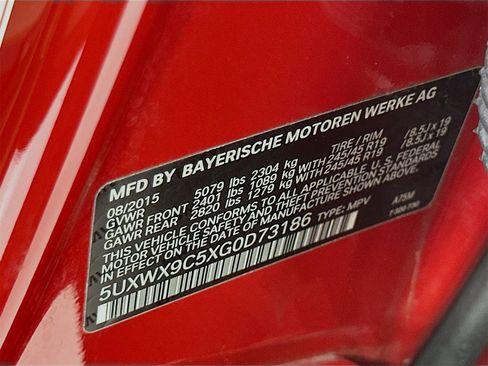 MFD BY BAYERISCHE MOTOREN WERKE AG
08/2015 TIRE / RIM
GVWR 5079 lbs 2304 kg
GAWR FRONT 2401 lbs 1089 kg WITH 245/45 R19 / 8.5J x 19
GAWR REAR 2820 lbs 1279 kg WITH 245/45 R19 / 8.5J x 19
THIS VEHICLE CONFORMS TO ALL APPLICABLE U.S. FEDERAL
MOTOR VEHICLE SAFETY AND THEFT PREVENTION STANDARDS
IN EFFECT ON THE DATE OF MANUFACTURE SHOWN ABOVE.
5UXWX9C5XG0D73186 TYPE: MPV A75M